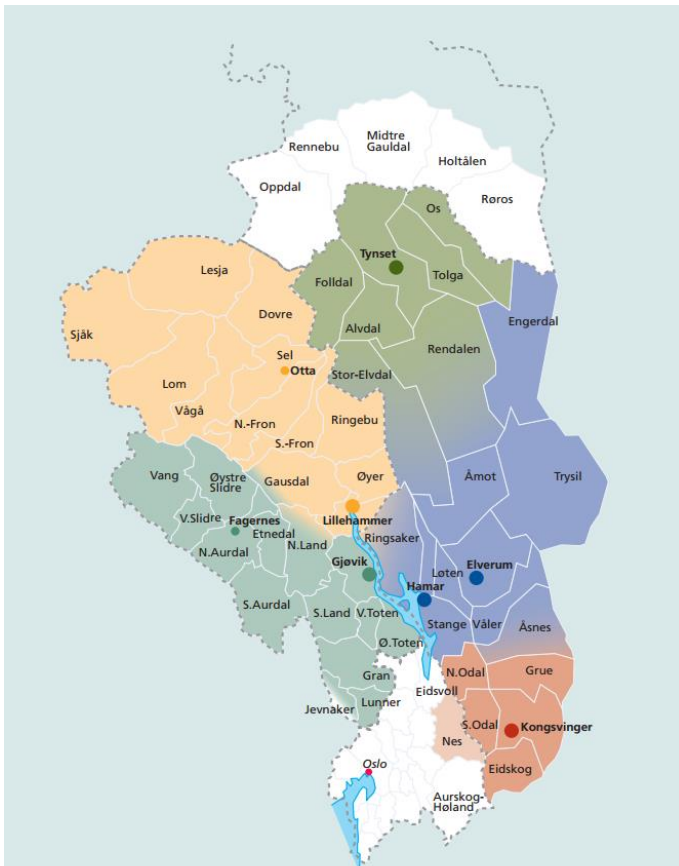 Midtre
Gauldal
Rennebu
Holtålen
Oppdal
Røros
Os
Tynset
Lesja
Folldal
Tolga
Dovre
Engerdal
Sjåk
Alvdal
Rendalen
Sel
Otta
Stor-Elvdal
Lom
Vågå
N.-Fron
Ringebu
S.-Fron
Vang
Øystre
Slidre
Gausdal
Øyer
Åmot
Trysil
V.Slidre
Fagernes
Lillehammer
Etnedal
Ringsaker
N.Aurdal
N.Land
Gjøvik
Løten
Elverum
Hamar
S.Aurdal
S.Land
V.Toten
Stange
Våler
Åsnes
Ø.Toten
Gran
N.Odal
Grue
Eidsvoll
Jevnaker
Lunner
S.Odal
Kongsvinger
Nes
Oslo
Eidskog
Aurskog-
Høland